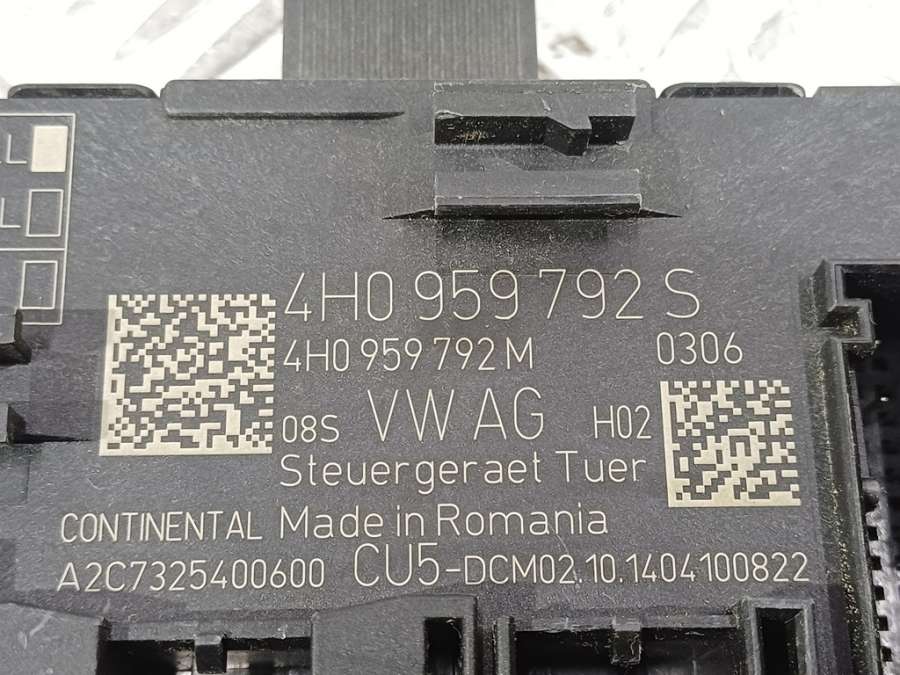 LL
L
4H0 959 792 S
4H0 959 792 M 0306
08S VW AG H02
Steuergeraet Tuer
CONTINENTAL Made in Romania
A2C7325400600 CU5-DCM02.10.1404100822